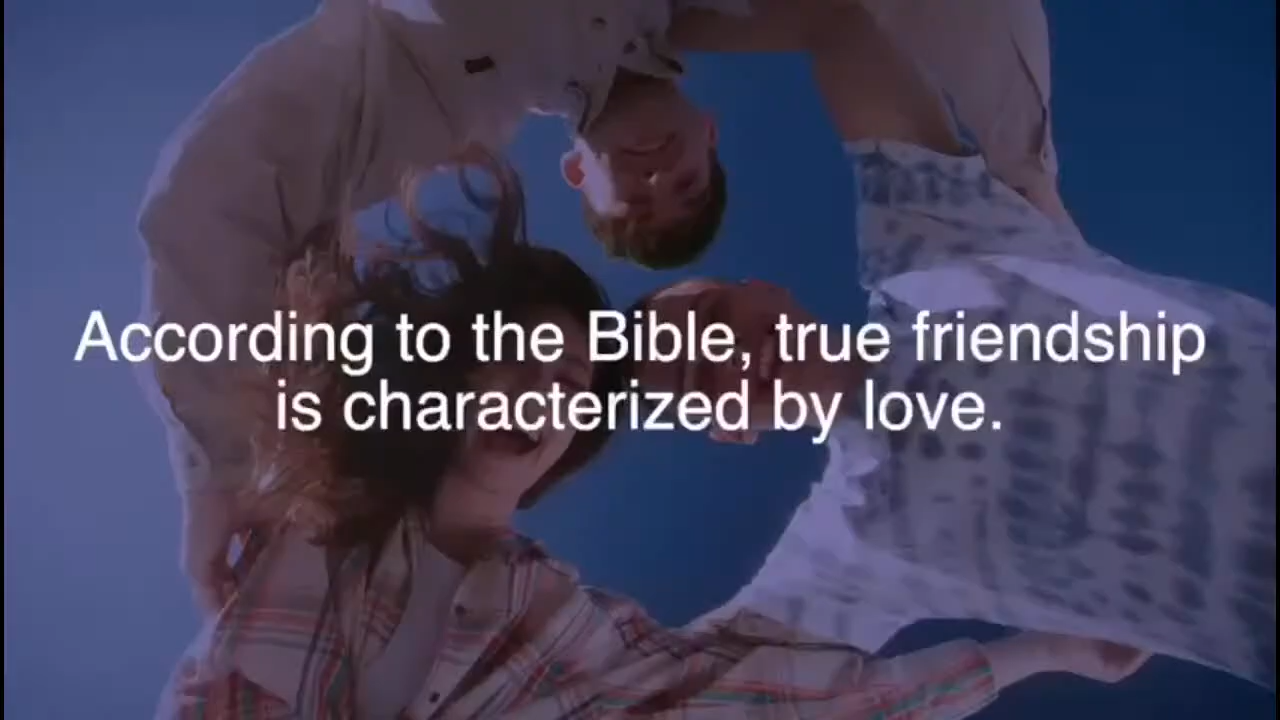 According to the Bible, true friendship
is characterized by love.